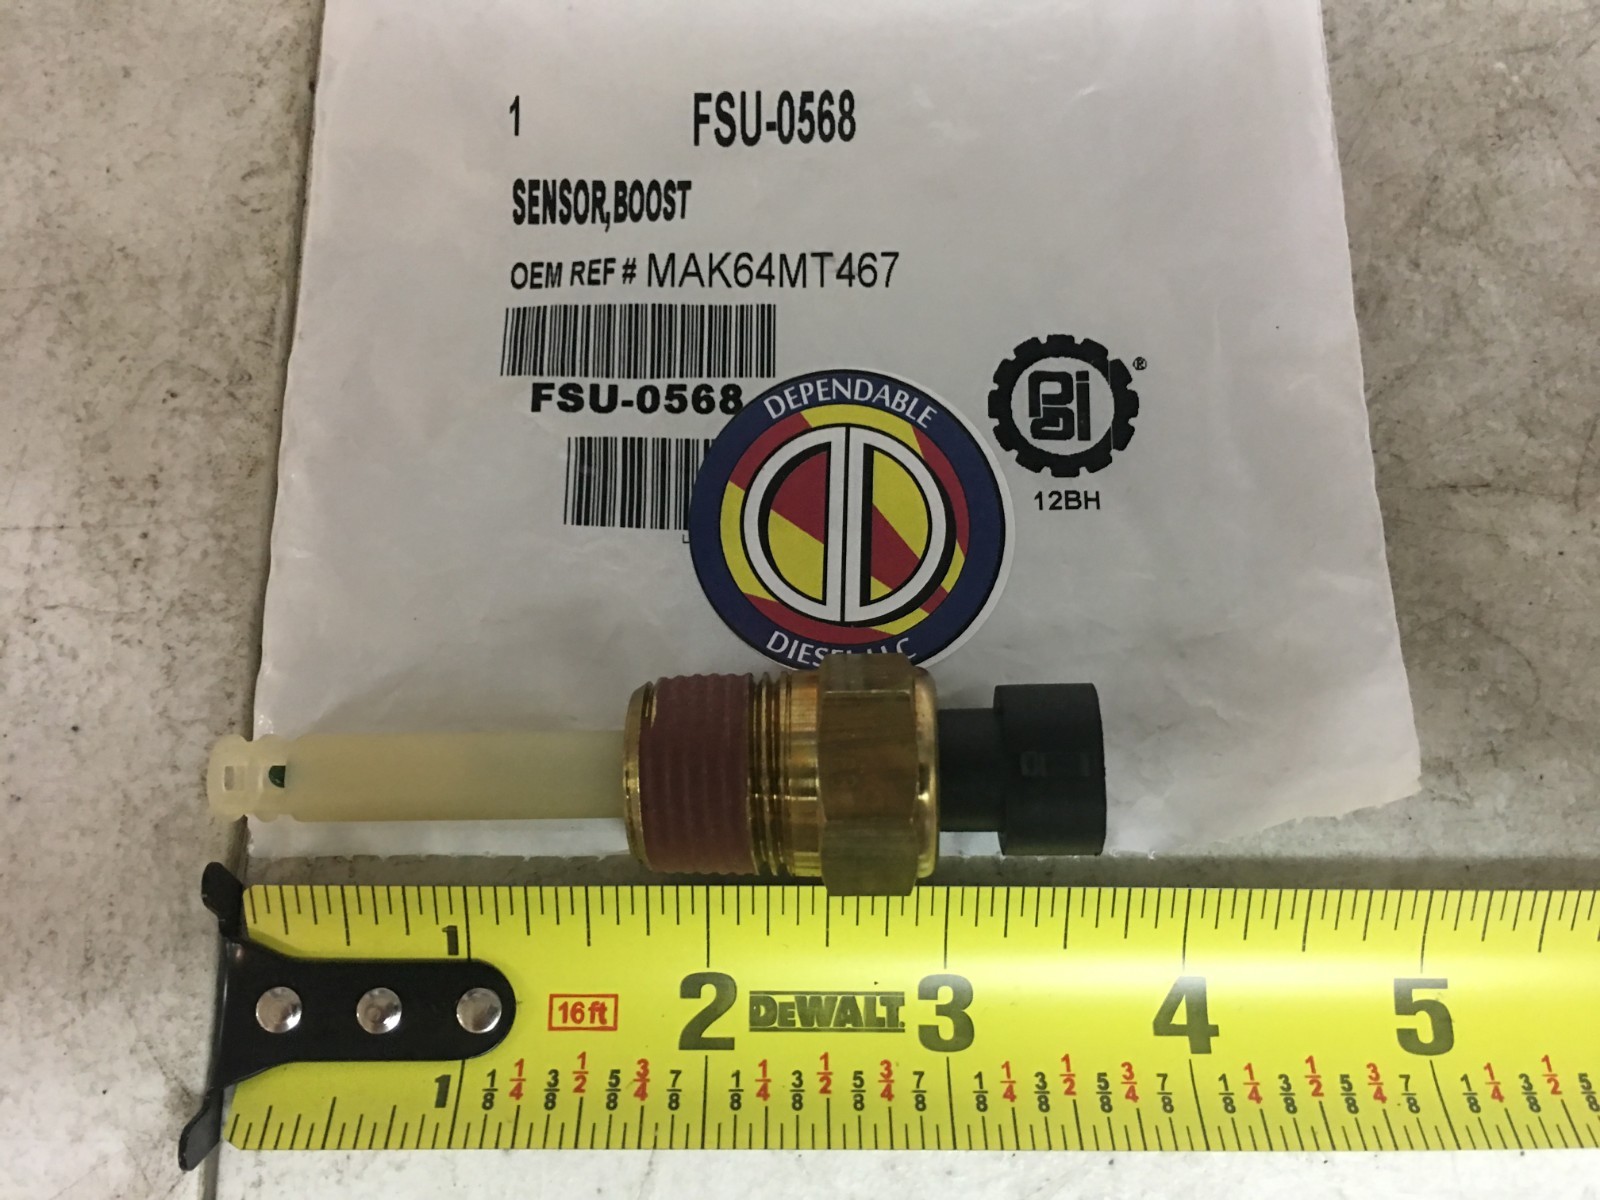 1 FSU-0568
SENSOR,BOOST
OEM REF # MAK64MT467
FSU-0568
DEPENDABLE
DIESEL LLC
pai
®
12BH
1
2 DEWALT 3 4 5
16ft
1 1/8 1/4 3/8 1/2 5/8 3/4 7/8 1/8 1/4 3/8 1/2 5/8 3/4 7/8 1/8 1/4 3/8 1/2 5/8 3/4 7/8 1/8 1/4 3/8 1/2 5/8 3/4 7/8 1/8 1/4 3/8 1/2 5/8